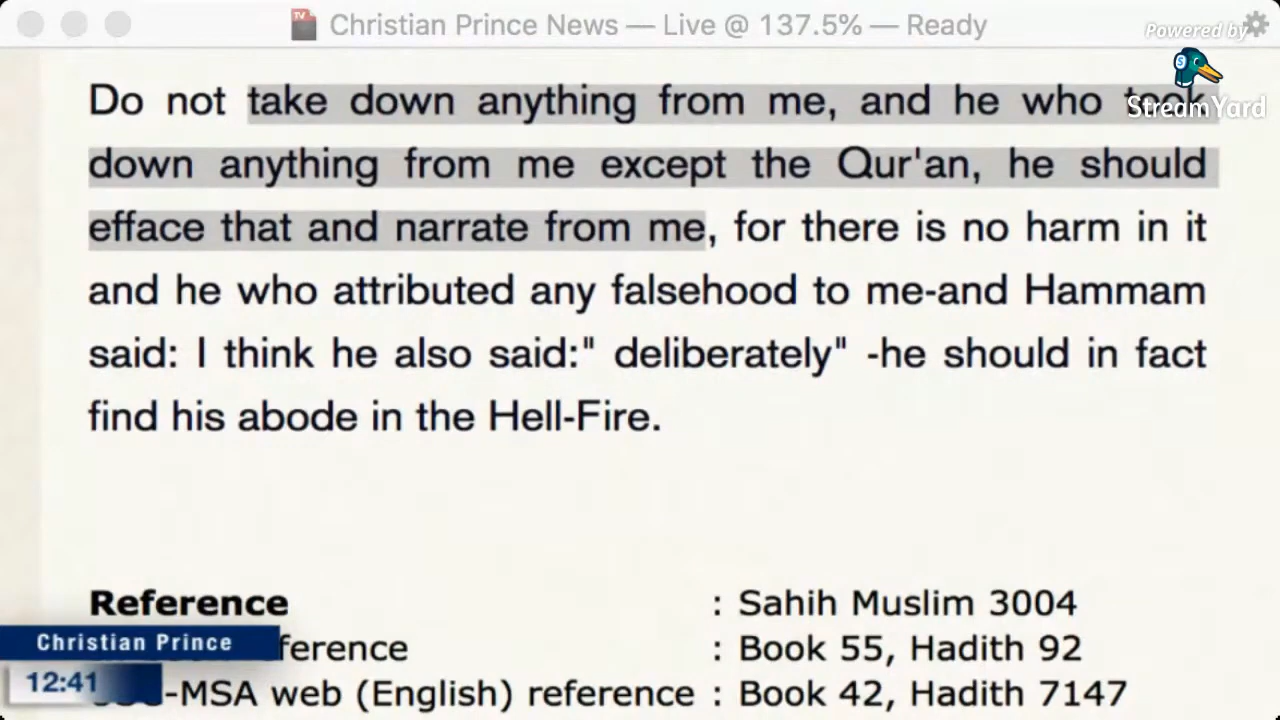 Christian Prince News — Live @ 137.5% — Ready
Powered by
StreamYard
Do not take down anything from me, and he who took
down anything from me except the Qur'an, he should
efface that and narrate from me, for there is no harm in it
and he who attributed any falsehood to me-and Hammam
said: I think he also said:" deliberately" -he should in fact
find his abode in the Hell-Fire.
Reference : Sahih Muslim 3004
ference : Book 55, Hadith 92
-MSA web (English) reference : Book 42, Hadith 7147
Christian Prince
12:41